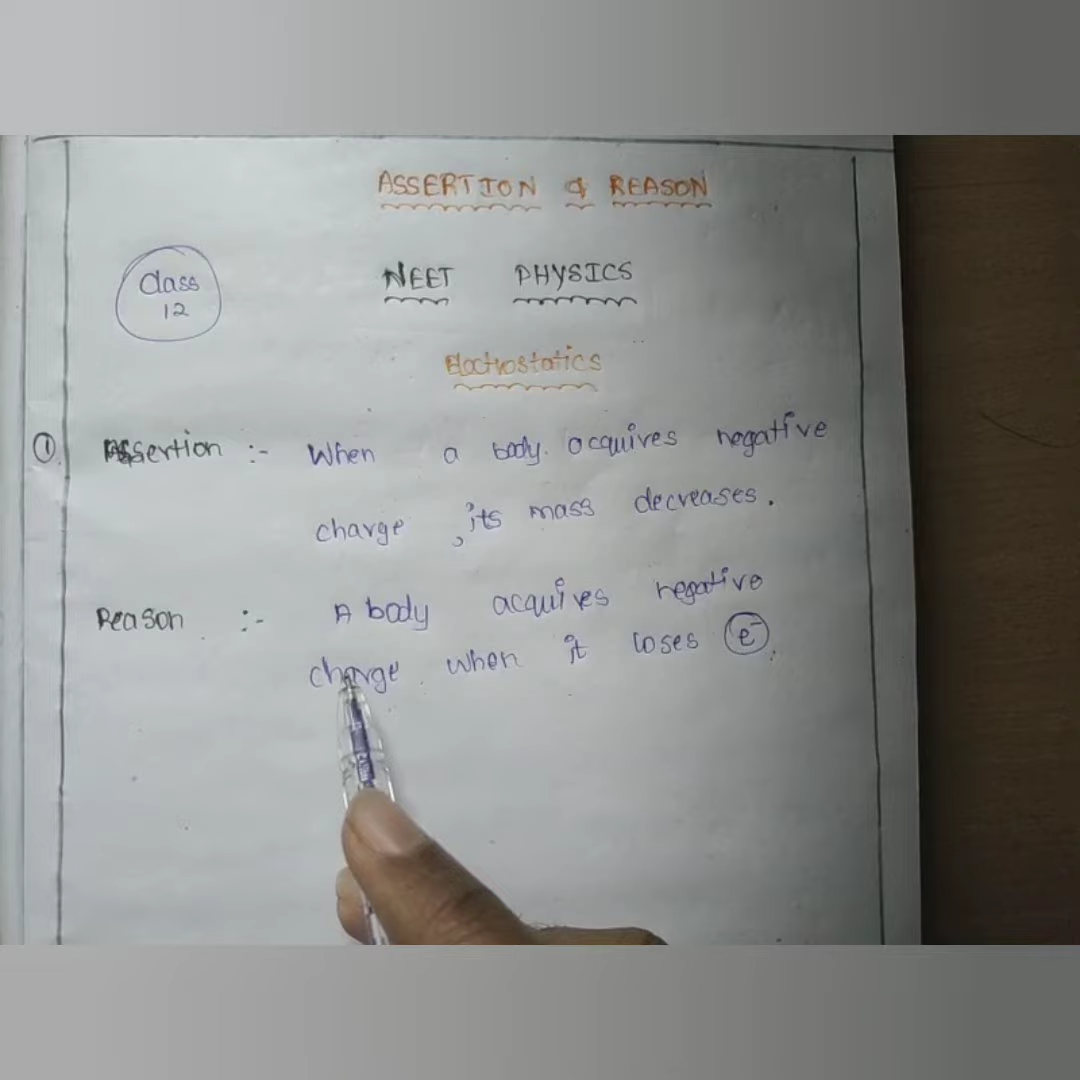 ASSERTION & REASON
Class
12
NEET PHYSICS
Electrostatics
① Assertion :- When a body. acquires negative
charge , its mass decreases.
Reason :- A body acquires negative
charge when it loses e⁻.